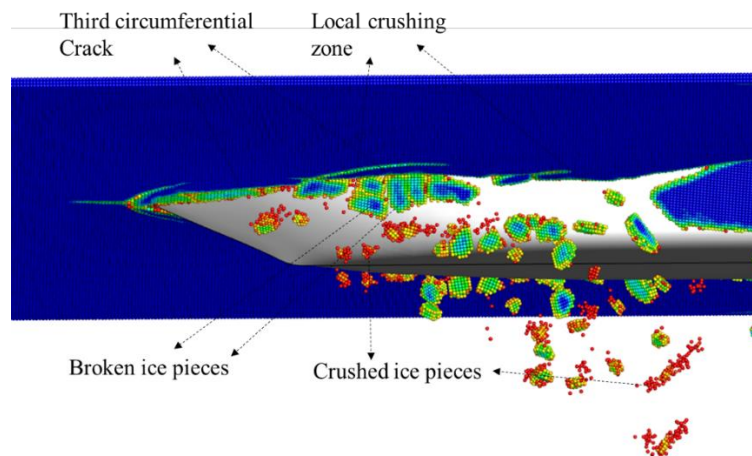 Third circumferential
Crack
Local crushing
zone
Broken ice pieces
Crushed ice pieces